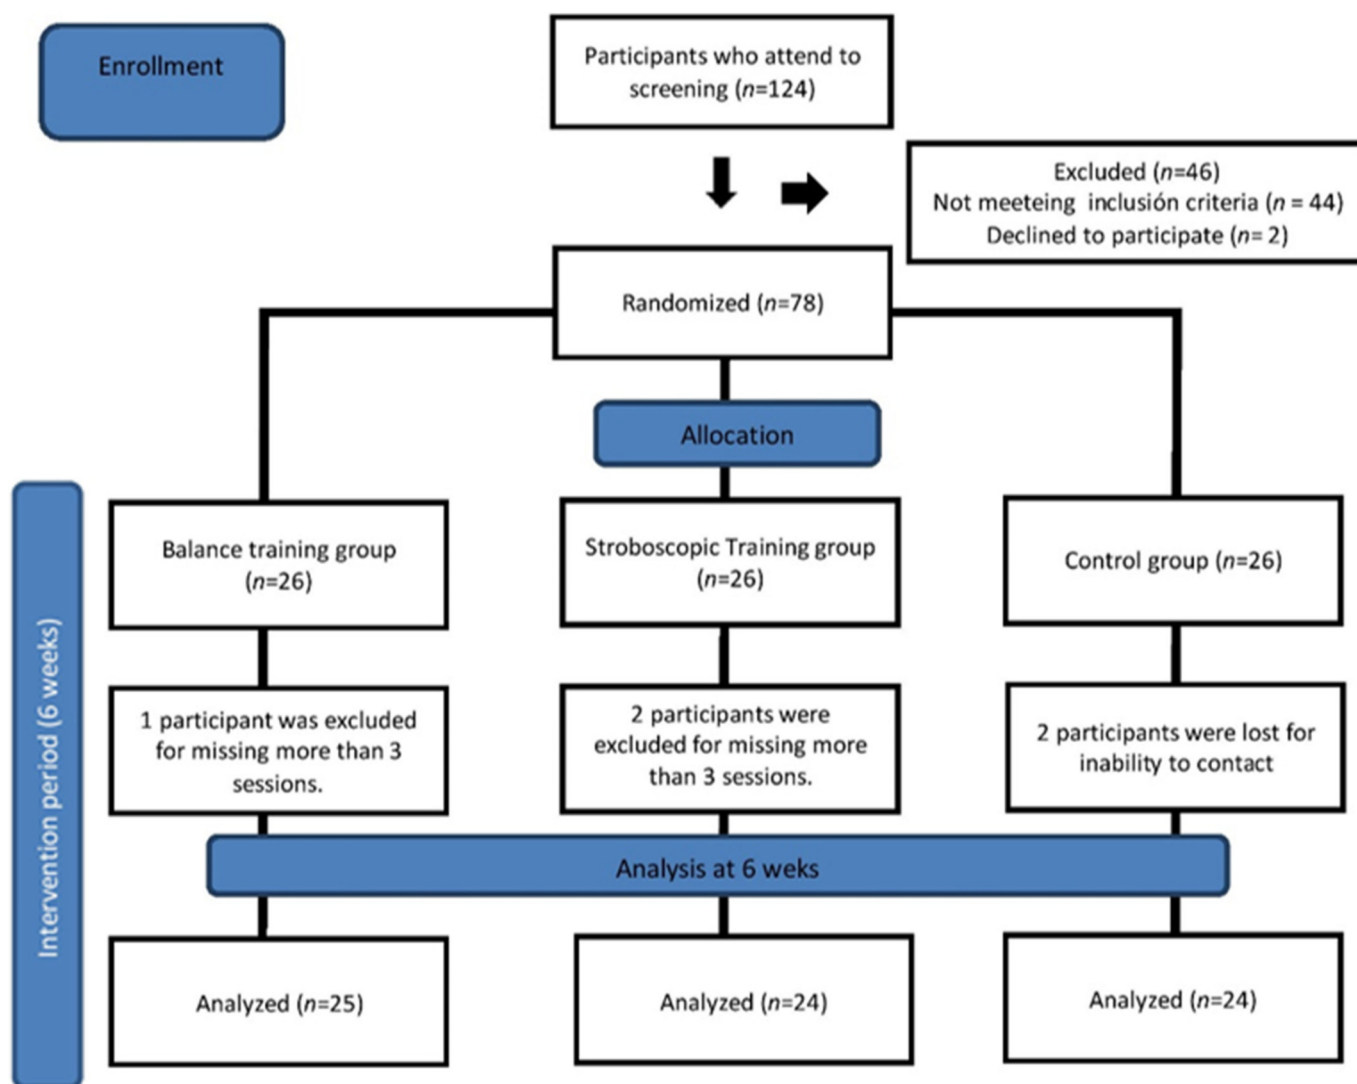 Enrollment
Participants who attend to
screening (n=124)
Excluded (n=46)
Not meeteing inclusión criteria (n = 44)
Declined to participate (n= 2)
Randomized (n=78)
Allocation
Intervention period (6 weeks)
Balance training group
(n=26)
Stroboscopic Training group
(n=26)
Control group (n=26)
1 participant was excluded
for missing more than 3
sessions.
2 participants were
excluded for missing more
than 3 sessions.
2 participants were lost for
inability to contact
Analysis at 6 weks
Analyzed (n=25)
Analyzed (n=24)
Analyzed (n=24)